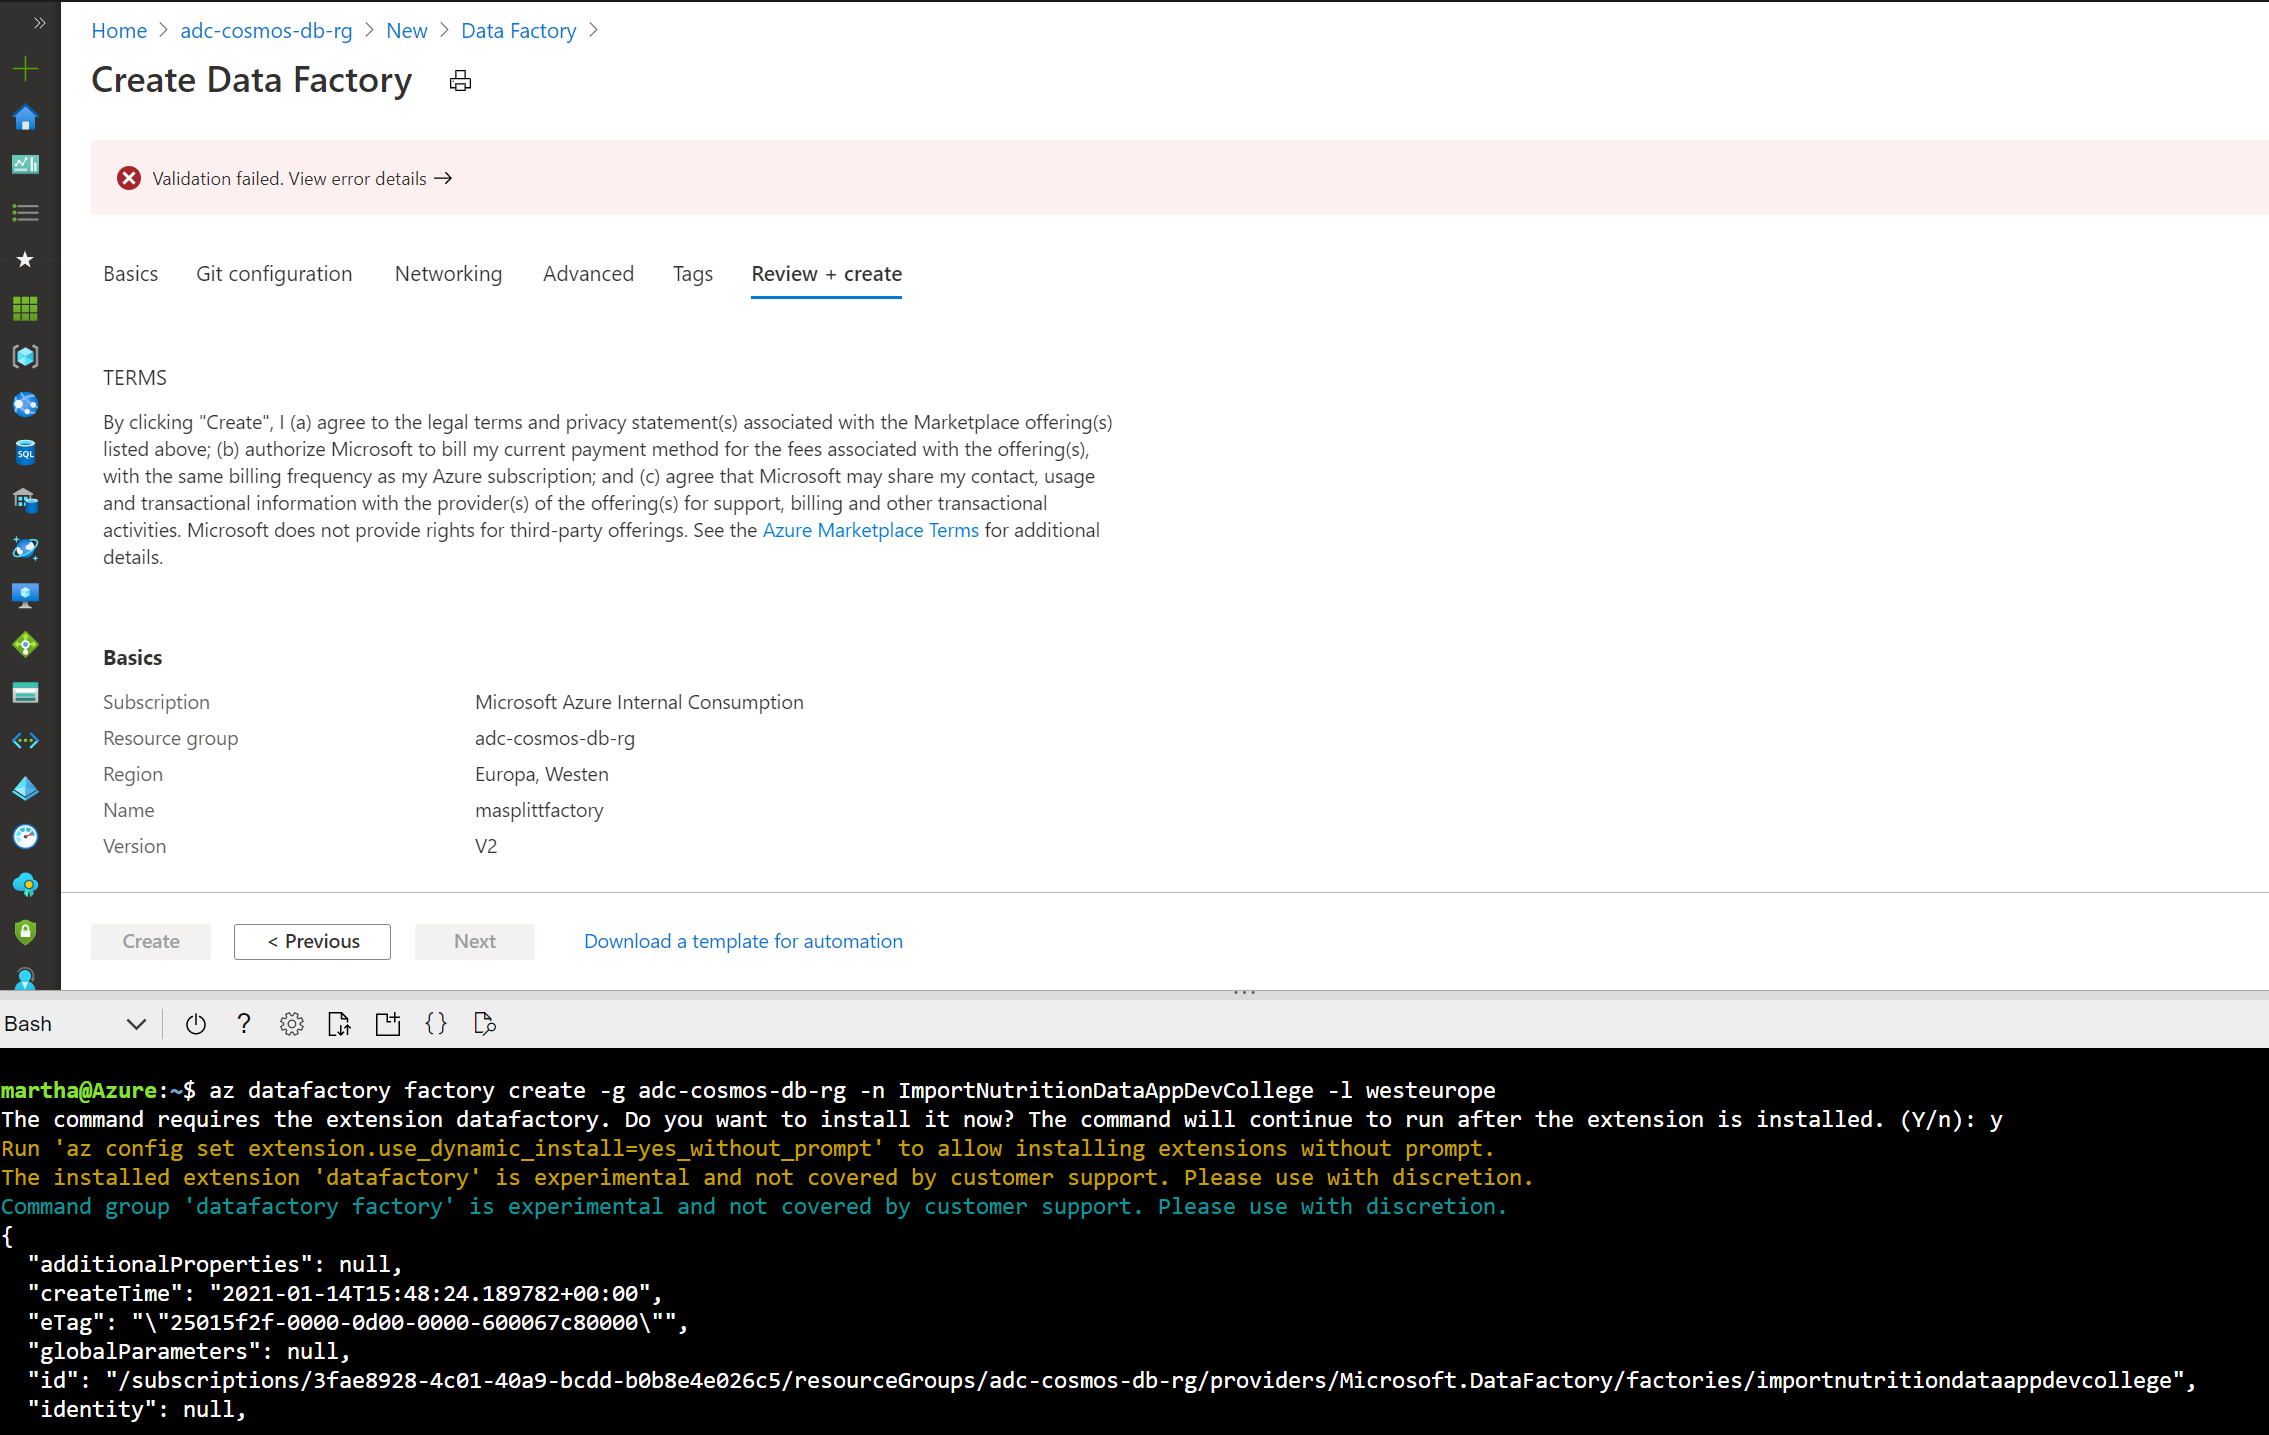 Home > adc-cosmos-db-rg > New > Data Factory >
Create Data Factory
Validation failed. View error details →
Basics Git configuration Networking Advanced Tags Review + create
TERMS
By clicking "Create", I (a) agree to the legal terms and privacy statement(s) associated with the Marketplace offering(s)
listed above; (b) authorize Microsoft to bill my current payment method for the fees associated with the offering(s),
with the same billing frequency as my Azure subscription; and (c) agree that Microsoft may share my contact, usage
and transactional information with the provider(s) of the offering(s) for support, billing and other transactional
activities. Microsoft does not provide rights for third-party offerings. See the Azure Marketplace Terms for additional
details.
Basics
Subscription Microsoft Azure Internal Consumption
Resource group adc-cosmos-db-rg
Region Europa, Westen
Name masplittfactory
Version V2
Create < Previous Next Download a template for automation
Bash
martha@Azure:~$ az datafactory factory create -g adc-cosmos-db-rg -n ImportNutritionDataAppDevCollege -l westeurope
The command requires the extension datafactory. Do you want to install it now? The command will continue to run after the extension is installed. (Y/n): y
Run 'az config set extension.use_dynamic_install=yes_without_prompt' to allow installing extensions without prompt.
The installed extension 'datafactory' is experimental and not covered by customer support. Please use with discretion.
Command group 'datafactory factory' is experimental and not covered by customer support. Please use with discretion.
{
"additionalProperties": null,
"createTime": "2021-01-14T15:48:24.189782+00:00",
"eTag": "\"25015f2f-0000-0d00-0000-600067c80000\"",
"globalParameters": null,
"id": "/subscriptions/3fae8928-4c01-40a9-bcdd-b0b8e4e026c5/resourceGroups/adc-cosmos-db-rg/providers/Microsoft.DataFactory/factories/importnutritiondataappdevcollege",
"identity": null,